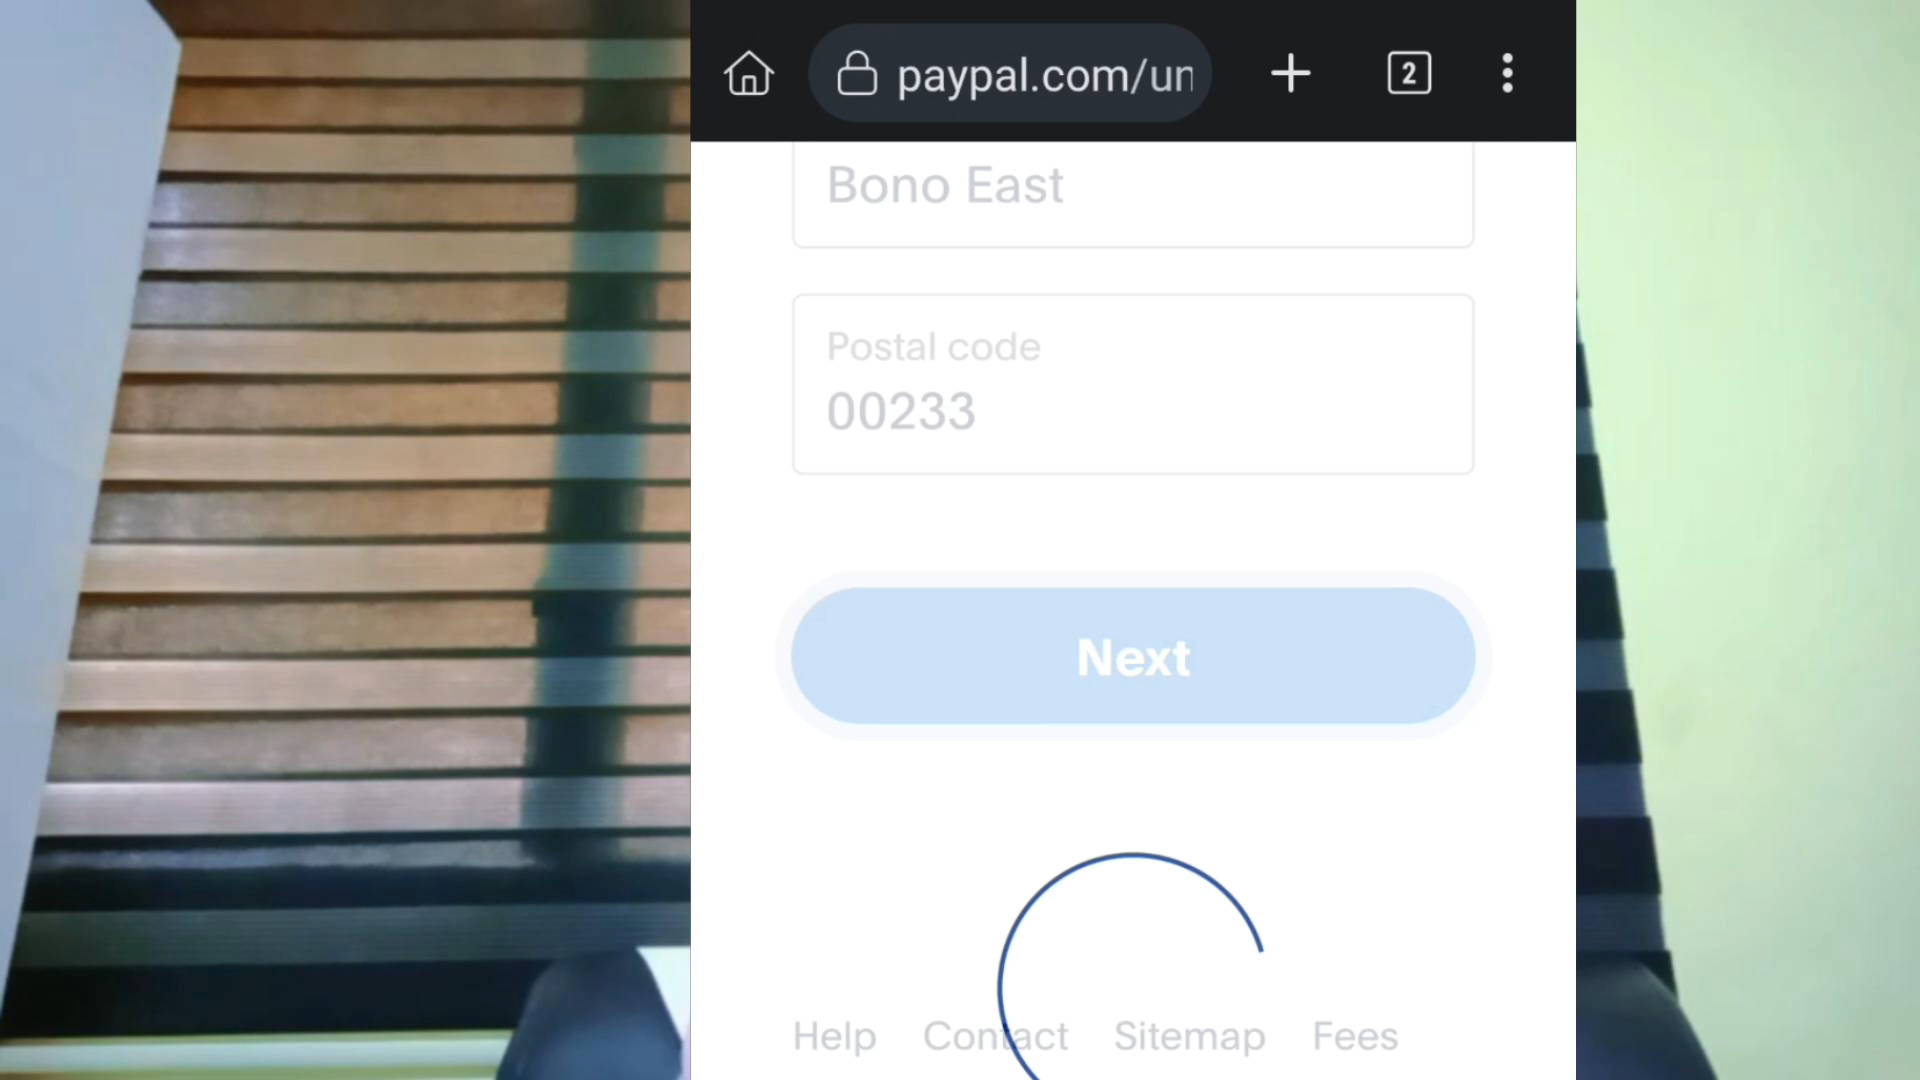 paypal.com/un
2
Bono East
Postal code
00233
Next
Help Contact Sitemap Fees